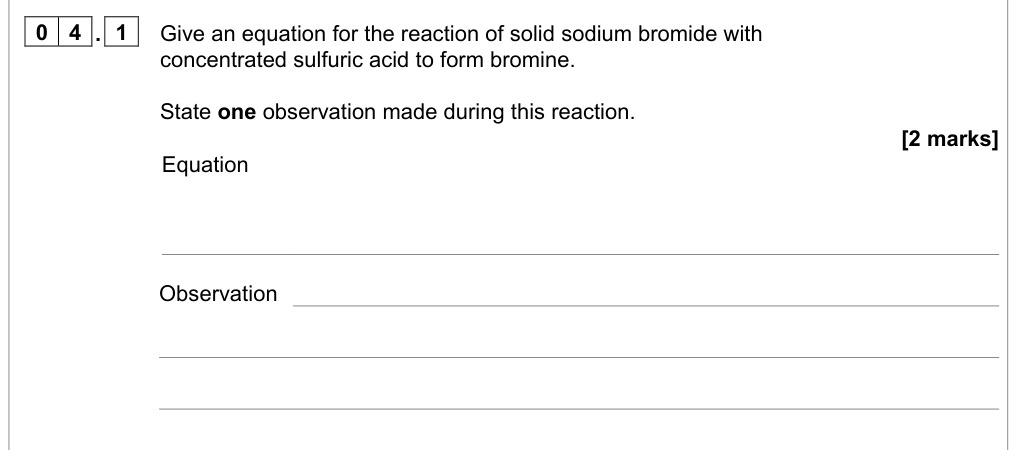 0 4 . 1 Give an equation for the reaction of solid sodium bromide with
concentrated sulfuric acid to form bromine.
State one observation made during this reaction.
[2 marks]
Equation
Observation